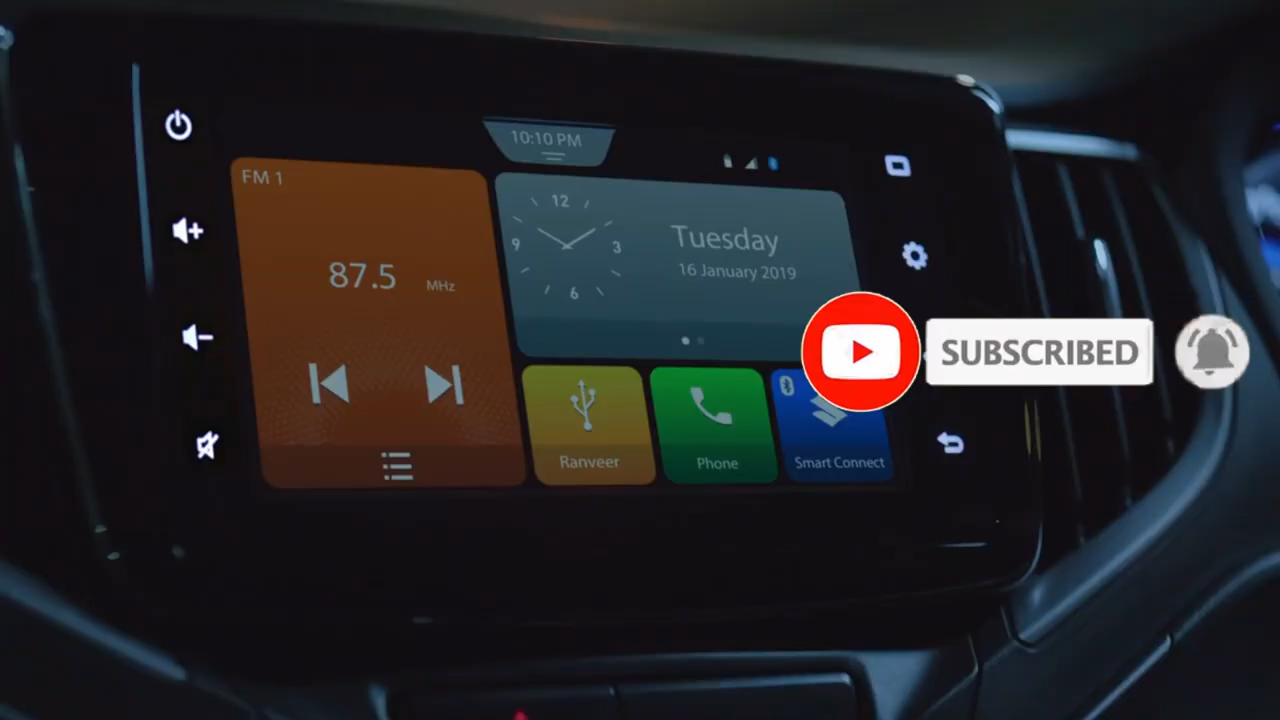 10:10 PM
FM 1
87.5 MHz
12
9
3
6
Tuesday
16 January 2019
SUBSCRIBED
Ranveer
Phone
Smart Connect